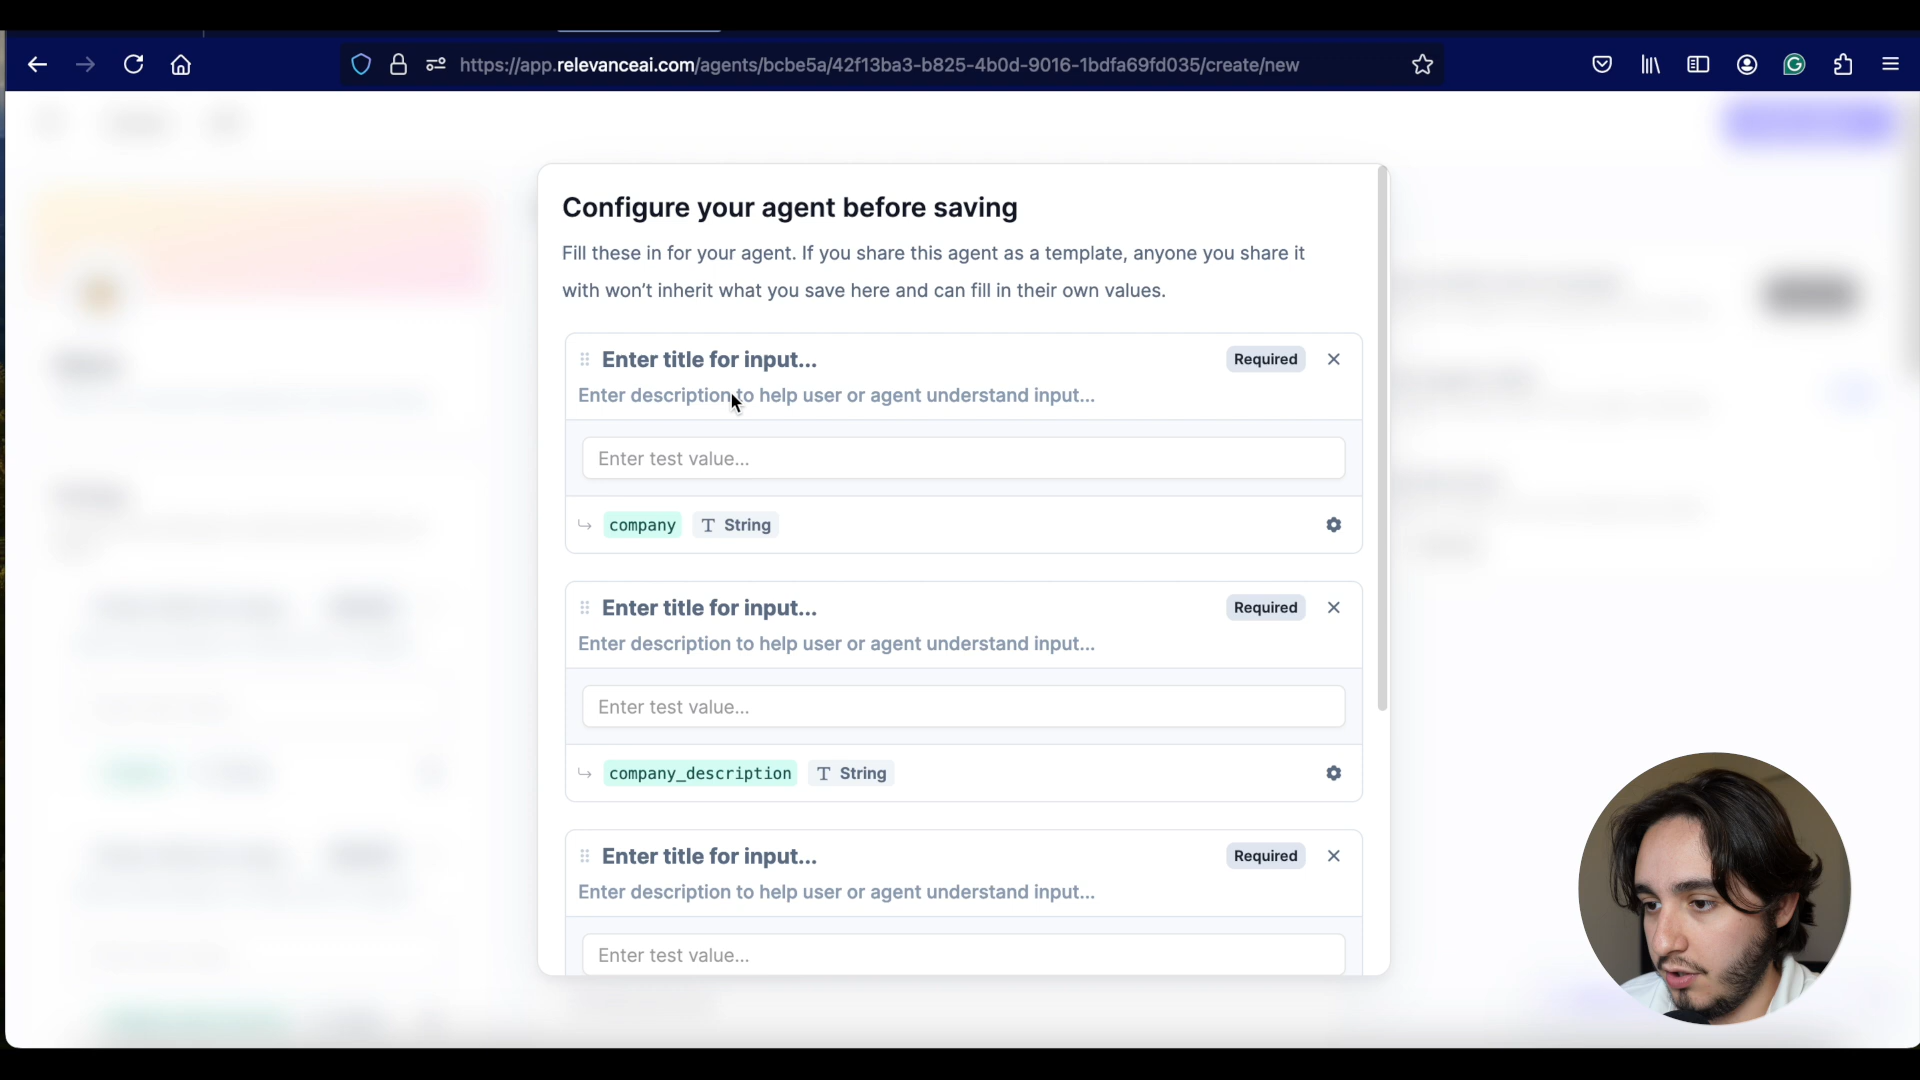 https://app.relevanceai.com/agents/bcbe5a/42f13ba3-b825-4b0d-9016-1bdfa69fd035/create/new
Configure your agent before saving
Fill these in for your agent. If you share this agent as a template, anyone you share it
with won’t inherit what you save here and can fill in their own values.
Enter title for input... Required
Enter description to help user or agent understand input...
Enter test value...
company T String
Enter title for input... Required
Enter description to help user or agent understand input...
Enter test value...
company_description T String
Enter title for input... Required
Enter description to help user or agent understand input...
Enter test value...